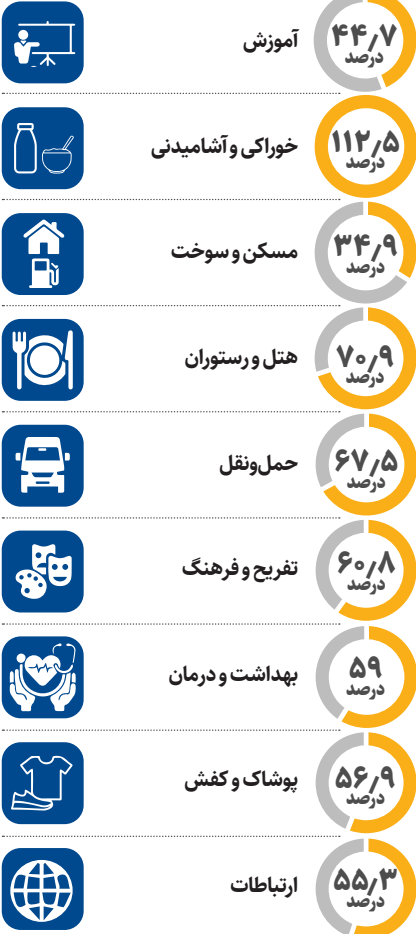 ۴۴٫۷
درصد
آموزش
۱۱۲٫۵
درصد
خوراکی و آشامیدنی
۳۴٫۹
درصد
مسکن و سوخت
۷۰٫۹
درصد
هتل و رستوران
۶۷٫۵
درصد
حمل‌ونقل
۶۰٫۸
درصد
تفریح و فرهنگ
۵۹
درصد
بهداشت و درمان
۵۶٫۹
درصد
پوشاک و کفش
۵۵٫۳
درصد
ارتباطات